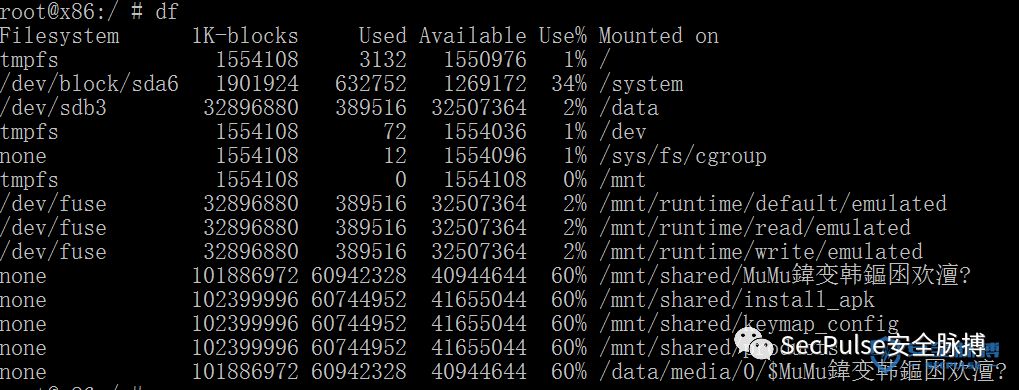 root@x86:/ # df
Filesystem 1K-blocks Used Available Use% Mounted on
tmpfs 1554108 3132 1550976 1% /
/dev/block/sda6 1901924 632752 1269172 34% /system
/dev/sdb3 32896880 389516 32507364 2% /data
tmpfs 1554108 72 1554036 1% /dev
none 1554108 12 1554096 1% /sys/fs/cgroup
tmpfs 1554108 0 1554108 0% /mnt
/dev/fuse 32896880 389516 32507364 2% /mnt/runtime/default/emulated
/dev/fuse 32896880 389516 32507364 2% /mnt/runtime/read/emulated
/dev/fuse 32896880 389516 32507364 2% /mnt/runtime/write/emulated
none 101886972 60942328 40944644 60% /mnt/shared/MuMu鍏变韩鏂囦欢澶?
none 102399996 60744952 41655044 60% /mnt/shared/install_apk
none 102399996 60744952 41655044 60% /mnt/shared/keymap_config
none 102399996 60744952 41655044 60% /mnt/shared/
SecPulse安全脉搏
none 101886972 60942328 40944644 60% /data/media/0/$MuMu鍏变韩鏂囦欢澶?
root@x86:/ #